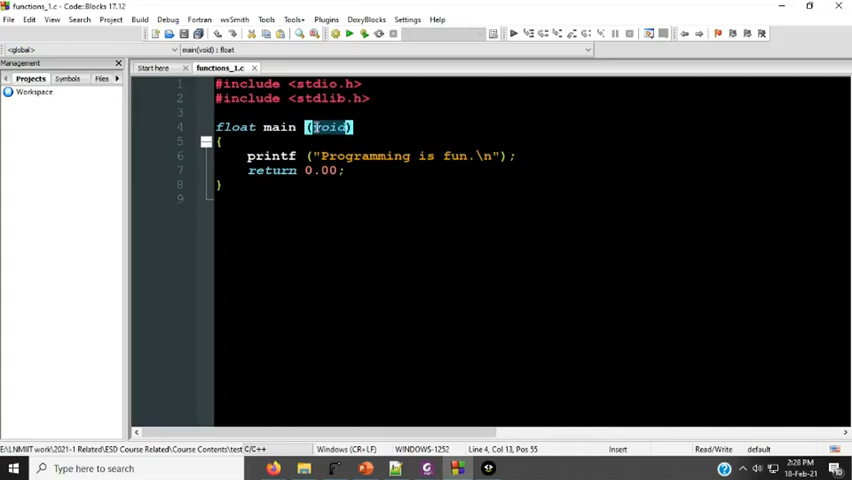 functions_1.c - Code::Blocks 17.12
File Edit View Search Project Build Debug Fortran wxSmith Tools Tools+ Plugins DoxyBlocks Settings Help
<global> main(void) : float
Management
Projects Symbols Files
Workspace
Start here functions_1.c
1 #include <stdio.h>
2 #include <stdlib.h>
3
4 float main (void)
5 {
6 printf ("Programming is fun.\n");
7 return 0.00;
8 }
9
E:\LNMIIT work\2021-1 Related\ESD Course Related\Course Contents\test C/C++ Windows (CR+LF) WINDOWS-1252 Line 4, Col 13, Pos 55 Insert Read/Write default
Type here to search
2:28 PM
18-Feb-21